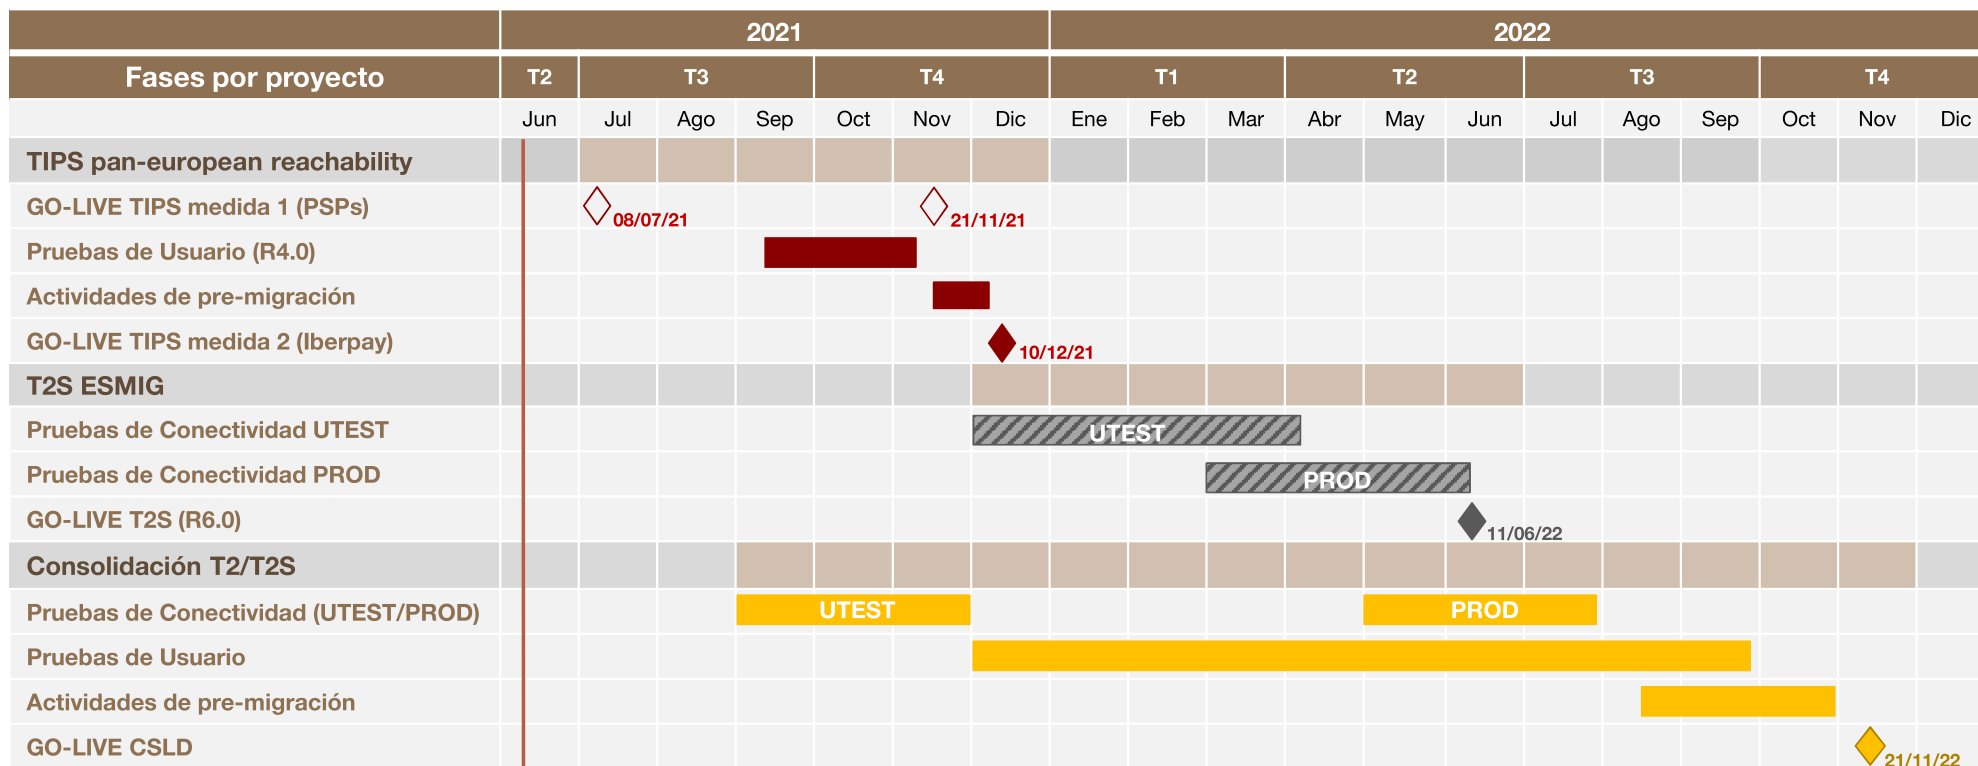 2021 2022
Fases por proyecto T2 T3 T4 T1 T2 T3 T4
Jun Jul Ago Sep Oct Nov Dic Ene Feb Mar Abr May Jun Jul Ago Sep Oct Nov Dic
TIPS pan-european reachability
GO-LIVE TIPS medida 1 (PSPs) 08/07/21 21/11/21
Pruebas de Usuario (R4.0)
Actividades de pre-migración
GO-LIVE TIPS medida 2 (Iberpay) 10/12/21
T2S ESMIG
Pruebas de Conectividad UTEST UTEST
Pruebas de Conectividad PROD PROD
GO-LIVE T2S (R6.0) 11/06/22
Consolidación T2/T2S
Pruebas de Conectividad (UTEST/PROD) UTEST PROD
Pruebas de Usuario
Actividades de pre-migración
GO-LIVE CSLD 21/11/22